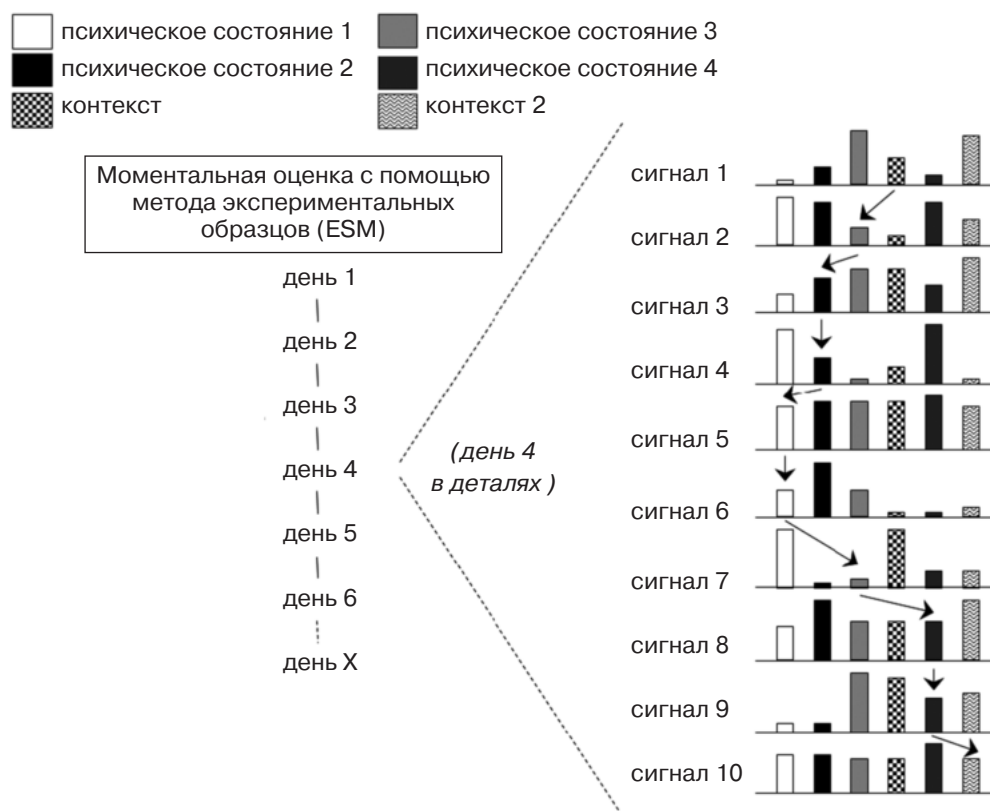 психическое состояние 1
психическое состояние 3
психическое состояние 2
психическое состояние 4
контекст
контекст 2
Моментальная оценка с помощью
метода экспериментальных
образцов (ESM)
день 1
день 2
день 3
день 4
день 5
день 6
день X
(день 4
в деталях )
сигнал 1
сигнал 2
сигнал 3
сигнал 4
сигнал 5
сигнал 6
сигнал 7
сигнал 8
сигнал 9
сигнал 10